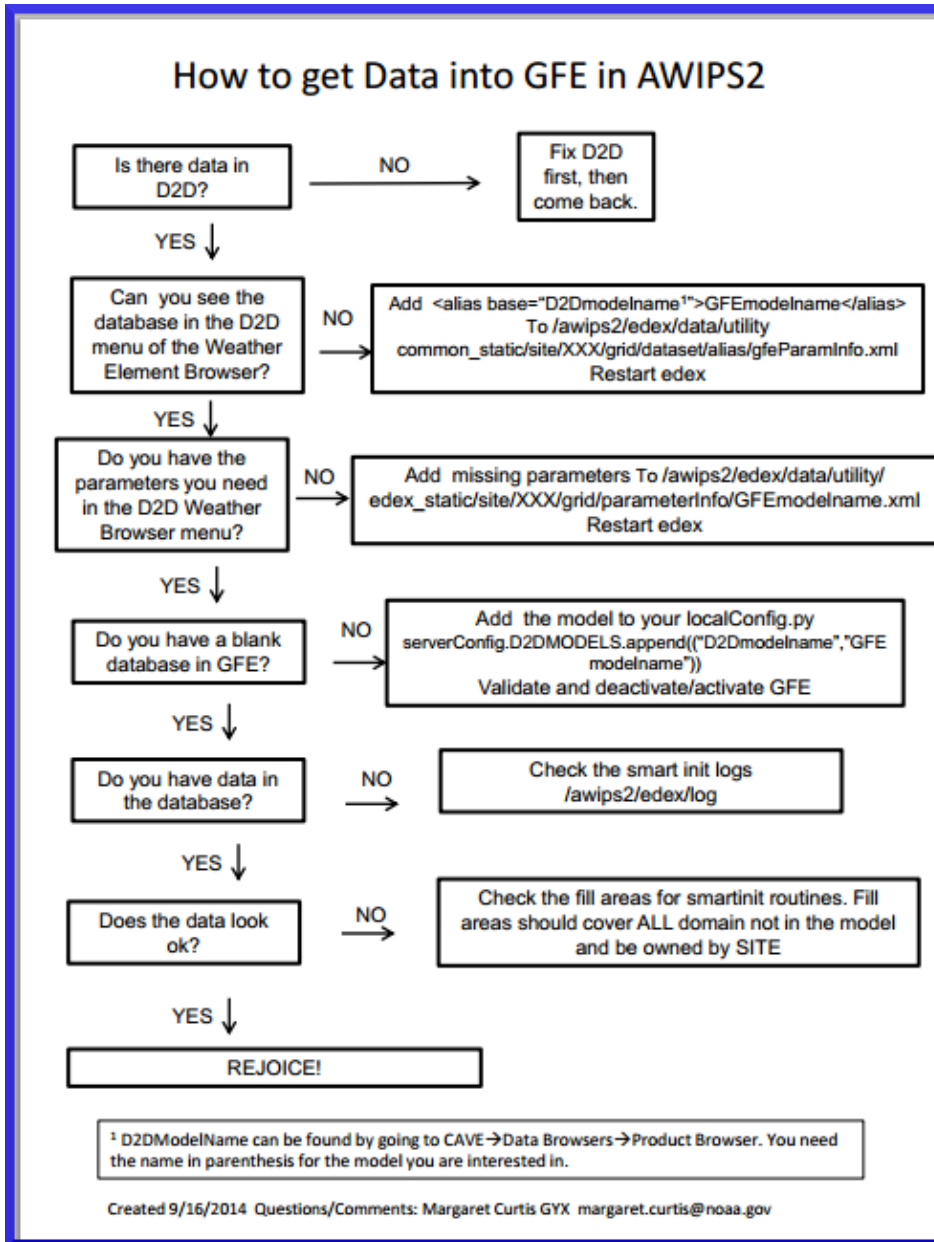 How to get Data into GFE in AWIPS2
Is there data in
D2D?
NO
Fix D2D
first, then
come back.
YES
Can you see the
database in the D2D
menu of the Weather
Element Browser?
NO
Add <alias base=“D2Dmodelname¹”>GFEmodelname</alias>
To /awips2/edex/data/utility
common_static/site/XXX/grid/dataset/alias/gfeParamInfo.xml
Restart edex
YES
Do you have the
parameters you need
in the D2D Weather
Browser menu?
NO
Add missing parameters To /awips2/edex/data/utility/
edex_static/site/XXX/grid/parameterInfo/GFEmodelname.xml
Restart edex
YES
Do you have a blank
database in GFE?
NO
Add the model to your localConfig.py
serverConfig.D2DMODELS.append((“D2Dmodelname”,“GFE
modelname”))
Validate and deactivate/activate GFE
YES
Do you have data in
the database?
NO
Check the smart init logs
/awips2/edex/log
YES
Does the data look
ok?
NO
Check the fill areas for smartinit routines. Fill
areas should cover ALL domain not in the model
and be owned by SITE
YES
REJOICE!
¹ D2DModelName can be found by going to CAVE→Data Browsers→Product Browser. You need
the name in parenthesis for the model you are interested in.
Created 9/16/2014 Questions/Comments: Margaret Curtis GYX margaret.curtis@noaa.gov